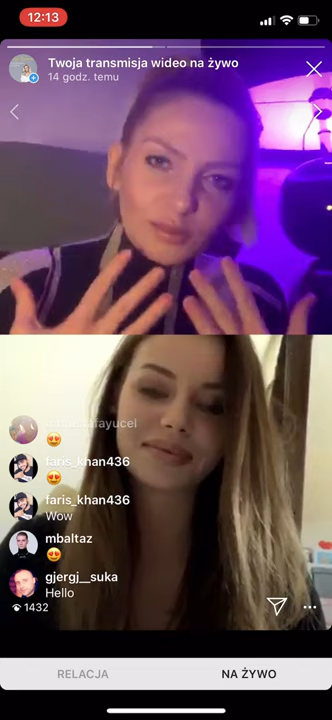 12:13
Twoja transmisja wideo na żywo
14 godz. temu
faris_khan436
faris_khan436
Wow
mbaltaz
gjergj__suka
Hello
1432
RELACJA
NA ŻYWO